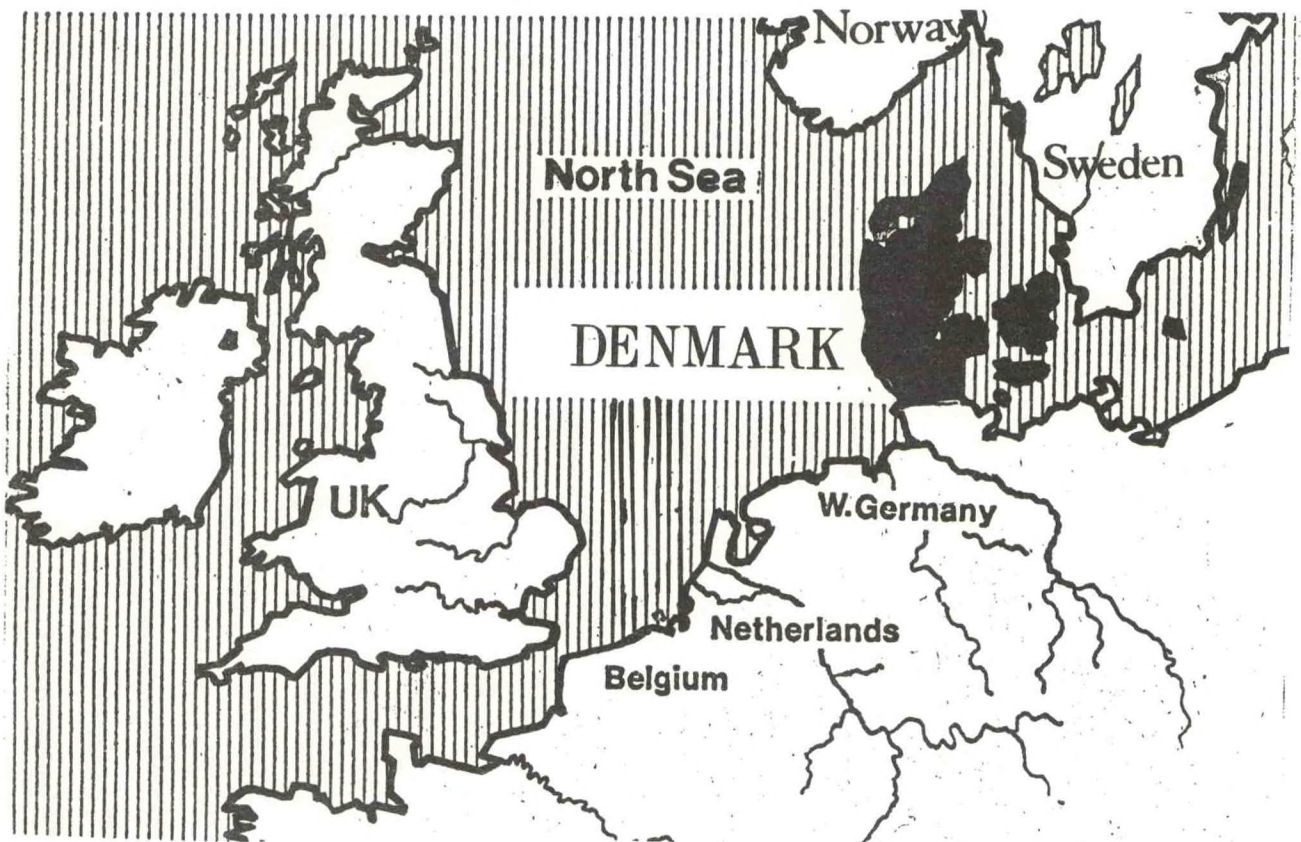 Norway
Sweden
North Sea
DENMARK
UK
W.Germany
Netherlands
Belgium